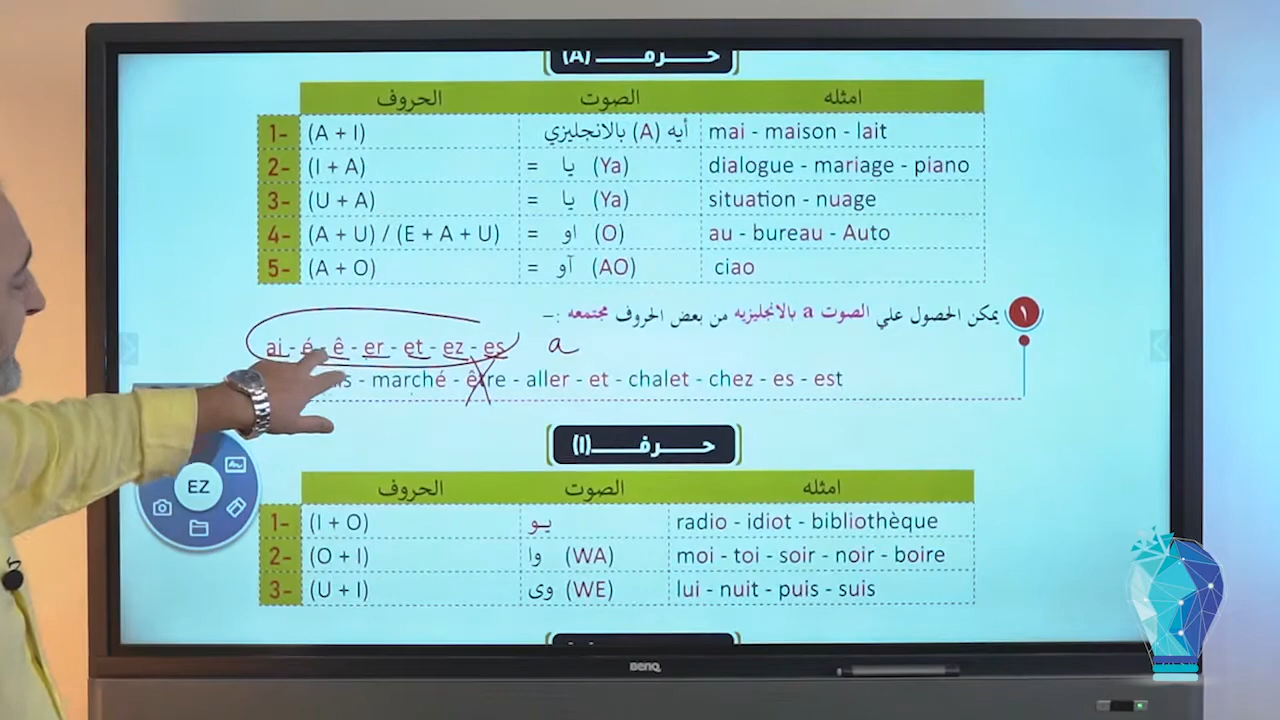 حـــرف (A)
الحروف الصوت امثله
1- (A + I) أيه (A) بالانجليزي mai - maison - lait
2- (I + A) = يا (Ya) dialogue - mariage - piano
3- (U + A) = يا (Ya) situation - nuage
4- (A + U) / (E + A + U) = او (O) au - bureau - Auto
5- (A + O) = آو (AO) ciao
١ يمكن الحصول علي الصوت a بالانجليزيه من بعض الحروف مجتمعه :-
ai - é - ê - er - et - ez - es a
- marché - être - aller - et - chalet - chez - es - est
حـــرف (I)
EZ
الحروف الصوت امثله
1- (I + O) يـو radio - idiot - bibliothèque
2- (O + I) وا (WA) moi - toi - soir - noir - boire
3- (U + I) وى (WE) lui - nuit - puis - suis
BenQ